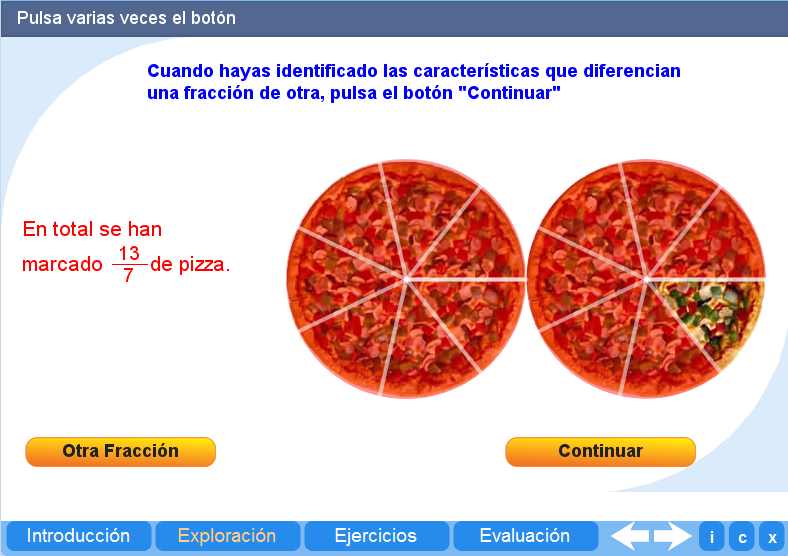 Pulsa varias veces el botón
Cuando hayas identificado las características que diferencian
una fracción de otra, pulsa el botón "Continuar"
En total se han
marcado 13/7 de pizza.
Otra Fracción
Continuar
Introducción
Exploración
Ejercicios
Evaluación
i
c
x